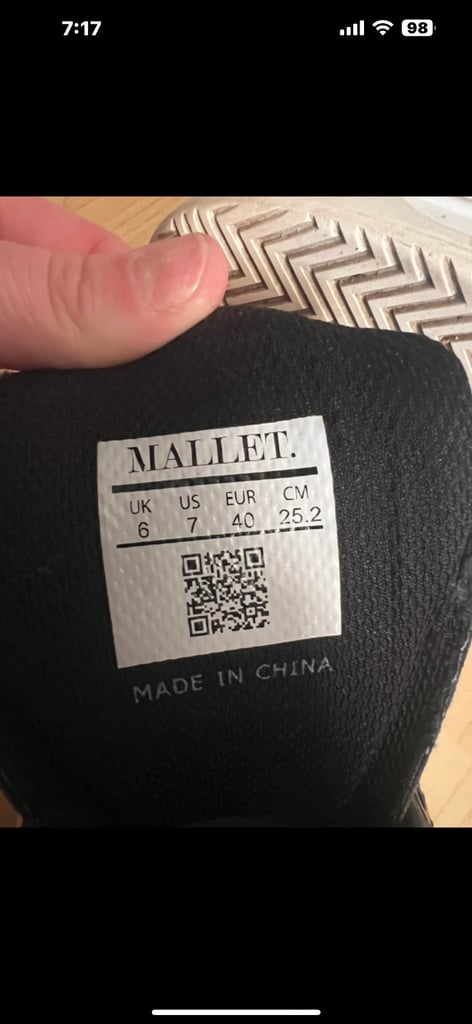 7:17
98
MALLET.
UK US EUR CM
6 7 40 25.2
MADE IN CHINA